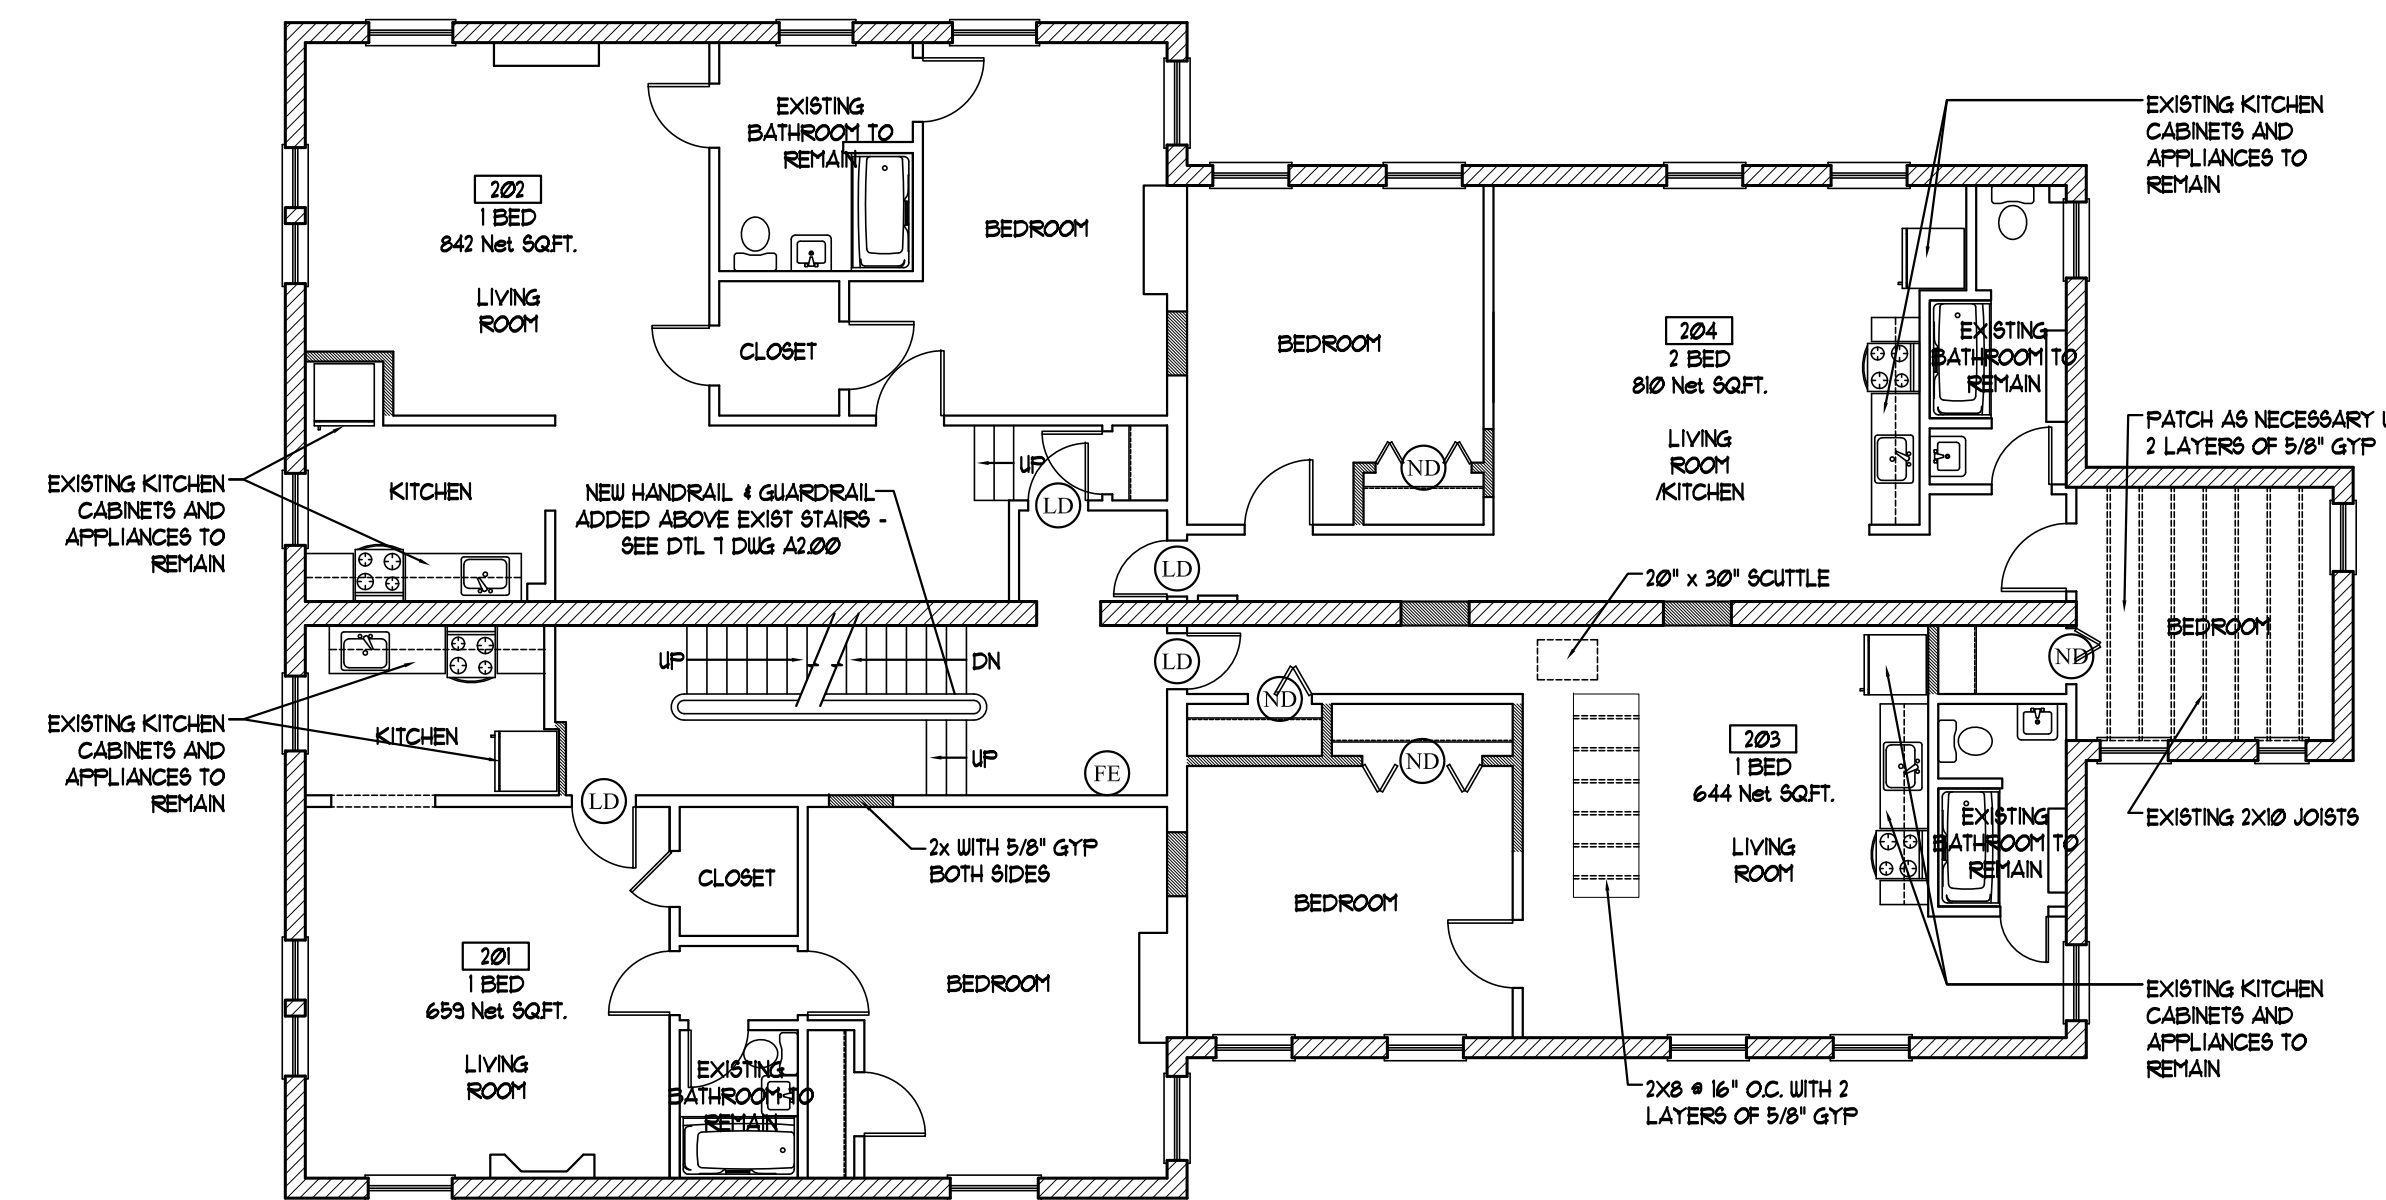 EXISTING
BATHROOM TO
REMAIN
202
1 BED
842 Net SQ.FT.
LIVING
ROOM
BEDROOM
CLOSET
EXISTING KITCHEN
CABINETS AND
APPLIANCES TO
REMAIN
KITCHEN
NEW HANDRAIL & GUARDRAIL
ADDED ABOVE EXIST STAIRS -
SEE DTL 7 DWG A2.00
UP
LD
BEDROOM
ND
204
2 BED
810 Net SQ.FT.
LIVING
ROOM
/KITCHEN
EXISTING
BATHROOM TO
REMAIN
EXISTING KITCHEN
CABINETS AND
APPLIANCES TO
REMAIN
PATCH AS NECESSARY
2 LAYERS OF 5/8" GYP
LD
20" x 30" SCUTTLE
BEDROOM
ND
EXISTING 2X10 JOISTS
UP
DN
LD
UP
FE
EXISTING KITCHEN
CABINETS AND
APPLIANCES TO
REMAIN
KITCHEN
LD
2x WITH 5/8" GYP
BOTH SIDES
CLOSET
201
1 BED
659 Net SQ.FT.
LIVING
ROOM
BEDROOM
EXISTING
BATHROOM TO
REMAIN
ND
ND
BEDROOM
203
1 BED
644 Net SQ.FT.
LIVING
ROOM
EXISTING
BATHROOM TO
REMAIN
2X8 @ 16" O.C. WITH 2
LAYERS OF 5/8" GYP
EXISTING KITCHEN
CABINETS AND
APPLIANCES TO
REMAIN